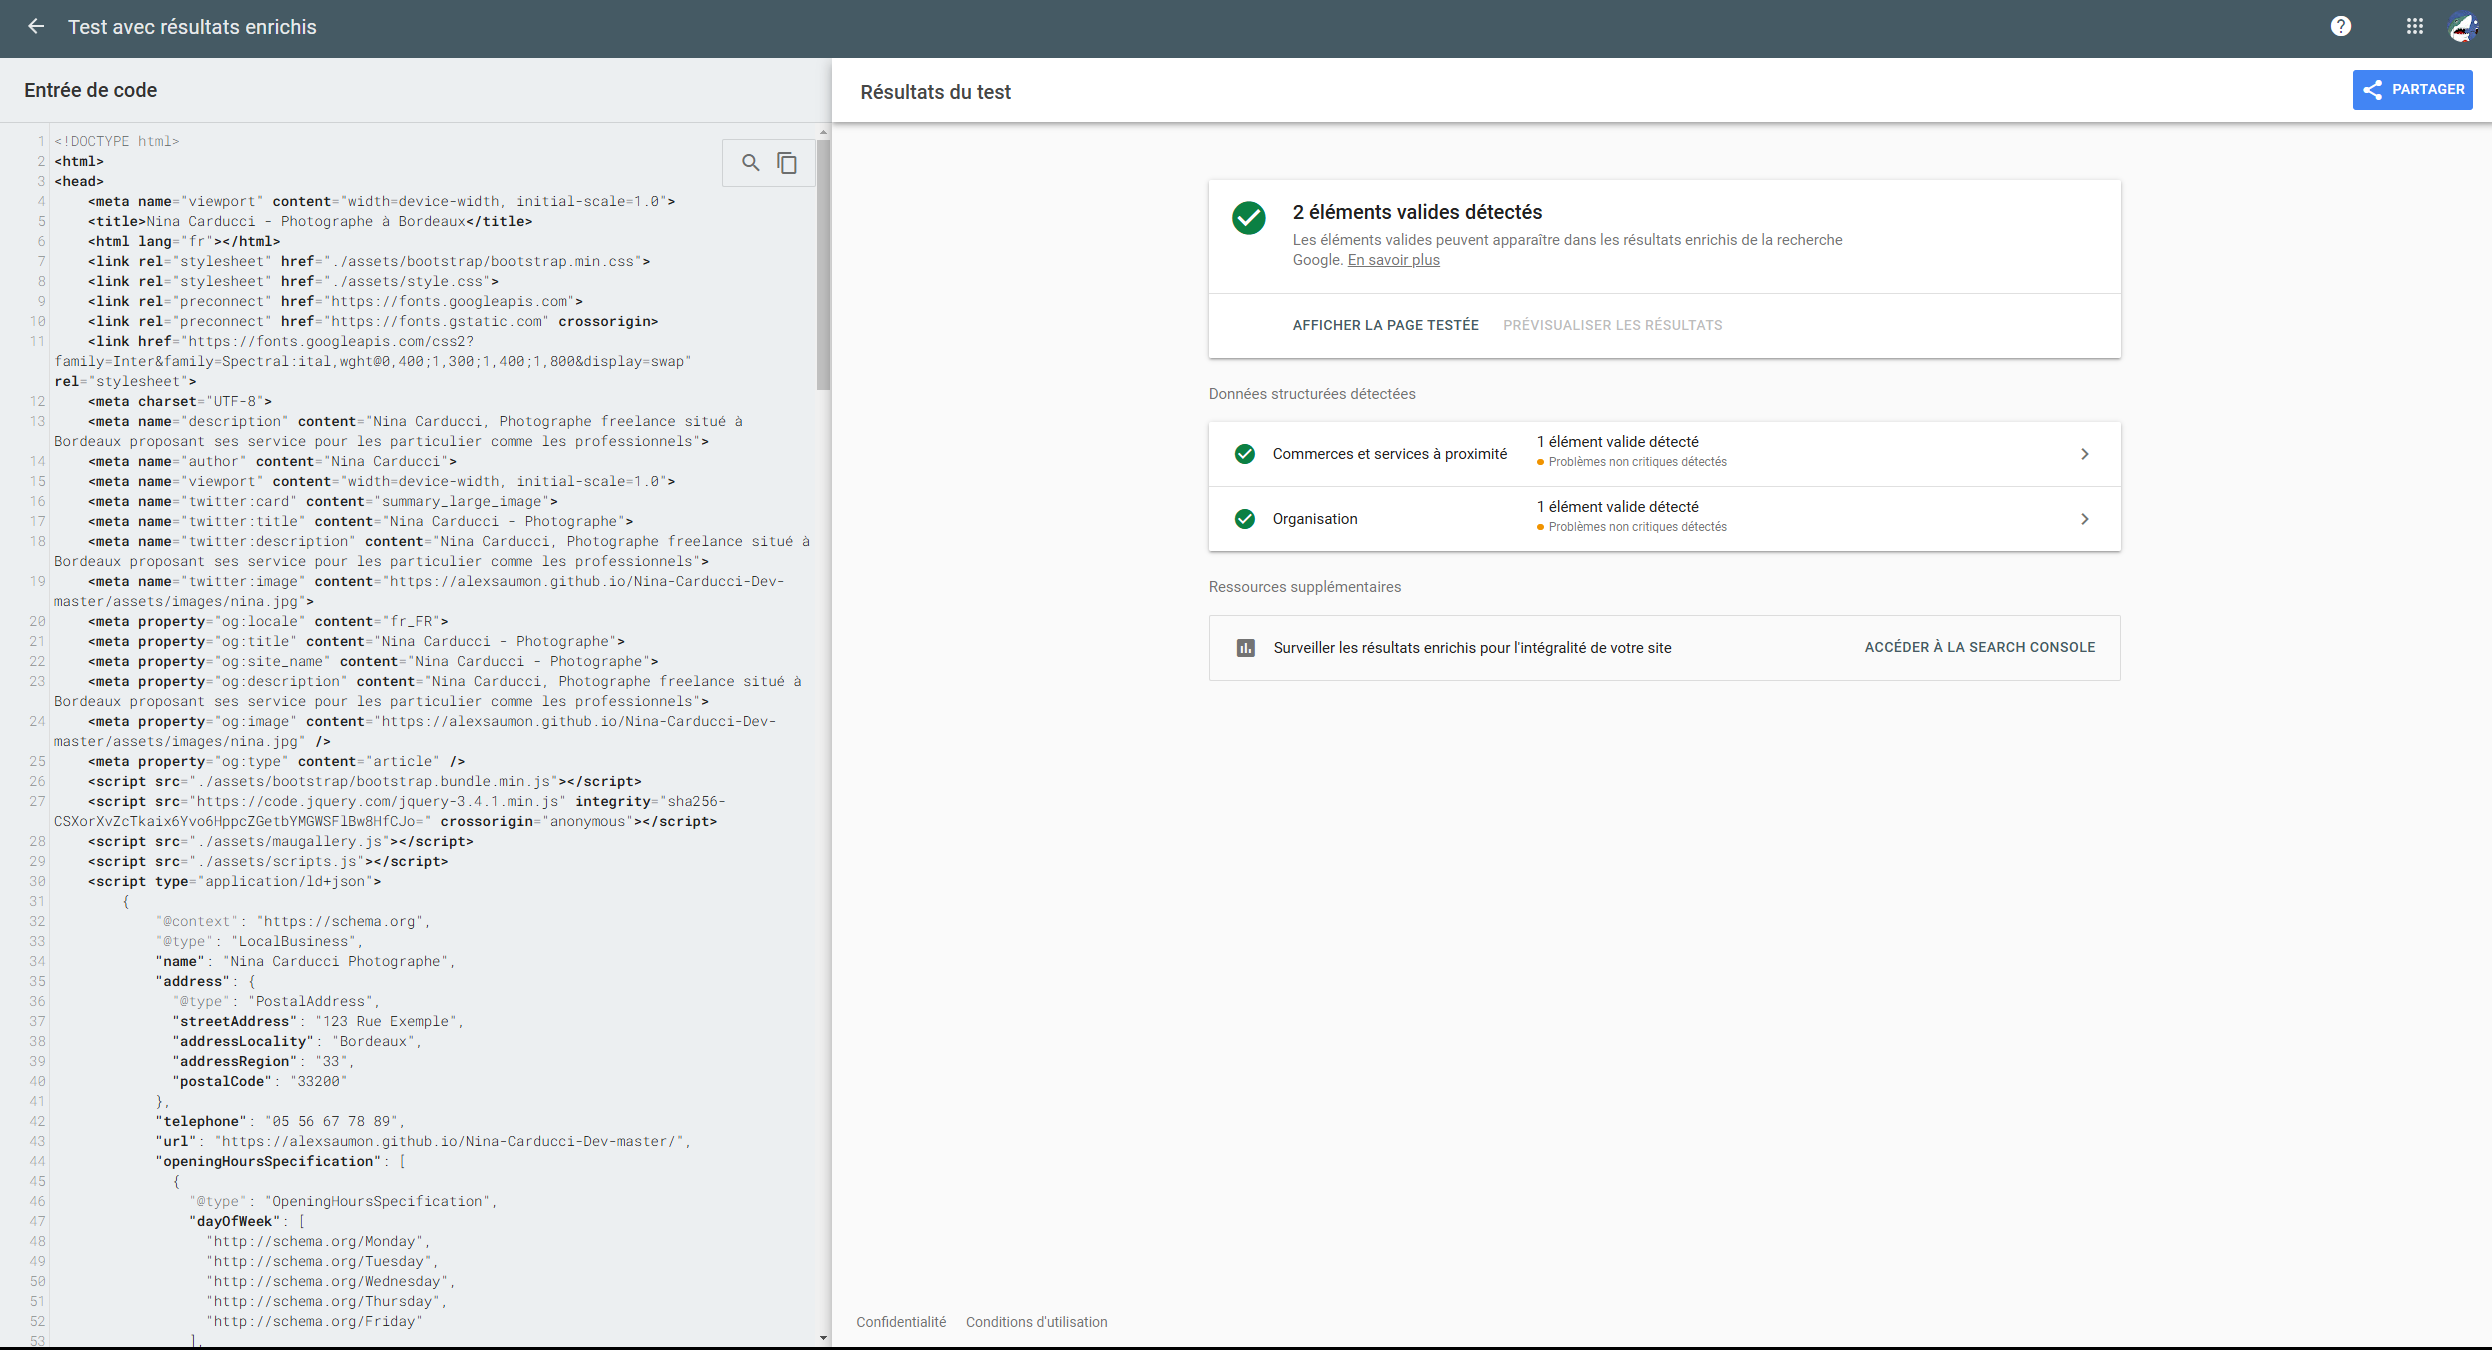 Test avec résultats enrichis
Entrée de code
1 <!DOCTYPE html>
2 <html>
3 <head>
4 <meta name="viewport" content="width=device-width, initial-scale=1.0">
5 <title>Nina Carducci - Photographe à Bordeaux</title>
6 <html lang="fr"></html>
7 <link rel="stylesheet" href="./assets/bootstrap/bootstrap.min.css">
8 <link rel="stylesheet" href="./assets/style.css">
9 <link rel="preconnect" href="https://fonts.googleapis.com">
10 <link rel="preconnect" href="https://fonts.gstatic.com" crossorigin>
11 <link href="https://fonts.googleapis.com/css2?
family=Inter&family=Spectral:ital,wght@0,400;1,300;1,400;1,800&display=swap"
rel="stylesheet">
12 <meta charset="UTF-8">
13 <meta name="description" content="Nina Carducci, Photographe freelance situé à
Bordeaux proposant ses service pour les particulier comme les professionnels">
14 <meta name="author" content="Nina Carducci">
15 <meta name="viewport" content="width=device-width, initial-scale=1.0">
16 <meta name="twitter:card" content="summary_large_image">
17 <meta name="twitter:title" content="Nina Carducci - Photographe">
18 <meta name="twitter:description" content="Nina Carducci, Photographe freelance situé à
Bordeaux proposant ses service pour les particulier comme les professionnels">
19 <meta name="twitter:image" content="https://alexsaumon.github.io/Nina-Carducci-Dev-
master/assets/images/nina.jpg">
20 <meta property="og:locale" content="fr_FR">
21 <meta property="og:title" content="Nina Carducci - Photographe">
22 <meta property="og:site_name" content="Nina Carducci - Photographe">
23 <meta property="og:description" content="Nina Carducci, Photographe freelance situé à
Bordeaux proposant ses service pour les particulier comme les professionnels">
24 <meta property="og:image" content="https://alexsaumon.github.io/Nina-Carducci-Dev-
master/assets/images/nina.jpg" />
25 <meta property="og:type" content="article" />
26 <script src="./assets/bootstrap/bootstrap.bundle.min.js"></script>
27 <script src="https://code.jquery.com/jquery-3.4.1.min.js" integrity="sha256-
CSXorXvZcTkaix6Yvo6HppcZGetbYMGWSFlBw8HfCJo=" crossorigin="anonymous"></script>
28 <script src="./assets/maugallery.js"></script>
29 <script src="./assets/scripts.js"></script>
30 <script type="application/ld+json">
31 {
32 "@context": "https://schema.org",
33 "@type": "LocalBusiness",
34 "name": "Nina Carducci Photographe",
35 "address": {
36 "@type": "PostalAddress",
37 "streetAddress": "123 Rue Exemple",
38 "addressLocality": "Bordeaux",
39 "addressRegion": "33",
40 "postalCode": "33200"
41 },
42 "telephone": "05 56 67 78 89",
43 "url": "https://alexsaumon.github.io/Nina-Carducci-Dev-master/",
44 "openingHoursSpecification": [
45 {
46 "@type": "OpeningHoursSpecification",
47 "dayOfWeek": [
48 "http://schema.org/Monday",
49 "http://schema.org/Tuesday",
50 "http://schema.org/Wednesday",
51 "http://schema.org/Thursday",
52 "http://schema.org/Friday"
53 ],
Résultats du test
PARTAGER
2 éléments valides détectés
Les éléments valides peuvent apparaître dans les résultats enrichis de la recherche
Google. En savoir plus
AFFICHER LA PAGE TESTÉE PRÉVISUALISER LES RÉSULTATS
Données structurées détectées
Commerces et services à proximité
1 élément valide détecté
Problèmes non critiques détectés
Organisation
1 élément valide détecté
Problèmes non critiques détectés
Ressources supplémentaires
Surveiller les résultats enrichis pour l'intégralité de votre site
ACCÉDER À LA SEARCH CONSOLE
Confidentialité Conditions d'utilisation